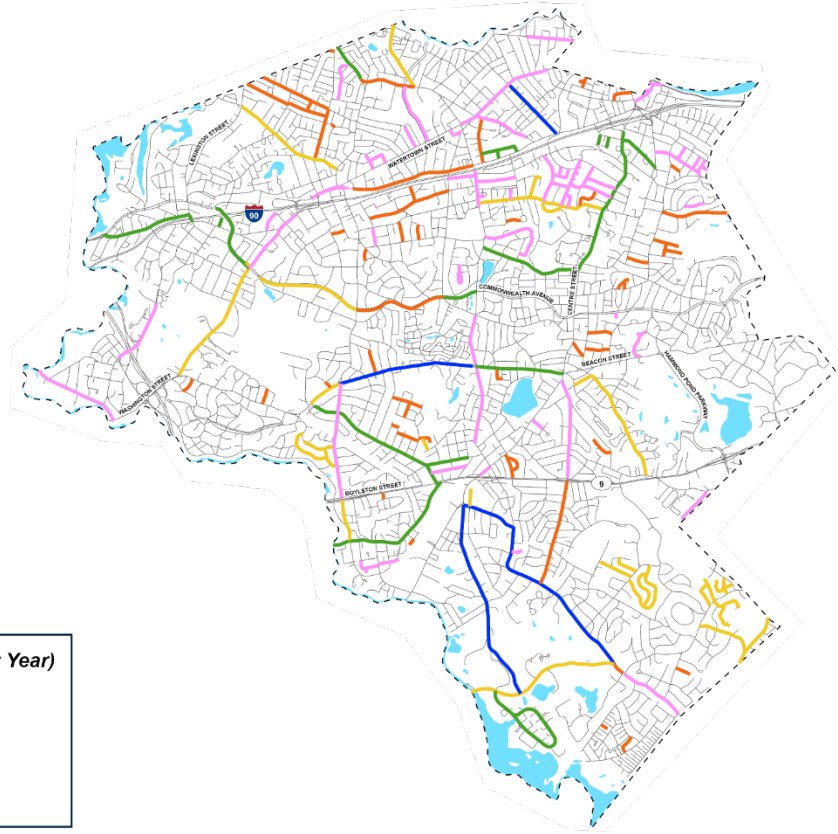 LEXINGTON STREET
WATERTOWN STREET
90
COMMONWEALTH AVENUE
CENTRE STREET
BEACON STREET
HAMMOND POND PARKWAY
WASHINGTON STREET
BOYLSTON STREET
9
Year)